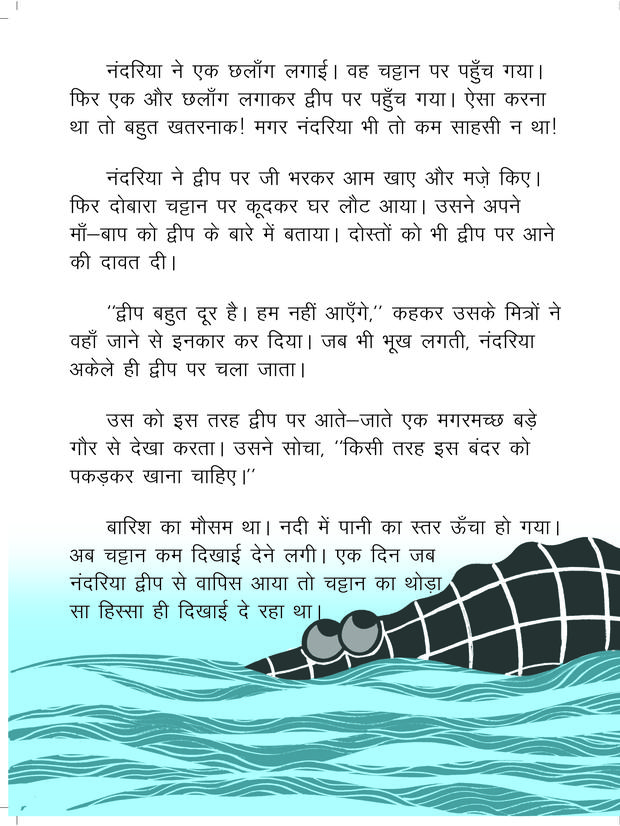 नंदरिया ने एक छलाँग लगाई। वह चट्टान पर पहुँच गया।
फिर एक और छलाँग लगाकर द्वीप पर पहुँच गया। ऐसा करना
था तो बहुत खतरनाक! मगर नंदरिया भी तो कम साहसी न था!
नंदरिया ने द्वीप पर जी भरकर आम खाए और मज़े किए।
फिर दोबारा चट्टान पर कूदकर घर लौट आया। उसने अपने
माँ–बाप को द्वीप के बारे में बताया। दोस्तों को भी द्वीप पर आने
की दावत दी।
''द्वीप बहुत दूर है। हम नहीं आएँगे,'' कहकर उसके मित्रों ने
वहाँ जाने से इनकार कर दिया। जब भी भूख लगती, नंदरिया
अकेले ही द्वीप पर चला जाता।
उस को इस तरह द्वीप पर आते–जाते एक मगरमच्छ बड़े
गौर से देखा करता। उसने सोचा, ''किसी तरह इस बंदर को
पकड़कर खाना चाहिए।''
बारिश का मौसम था। नदी में पानी का स्तर ऊँचा हो गया।
अब चट्टान कम दिखाई देने लगी। एक दिन जब
नंदरिया द्वीप से वापिस आया तो चट्टान का थोड़ा
सा हिस्सा ही दिखाई दे रहा था।